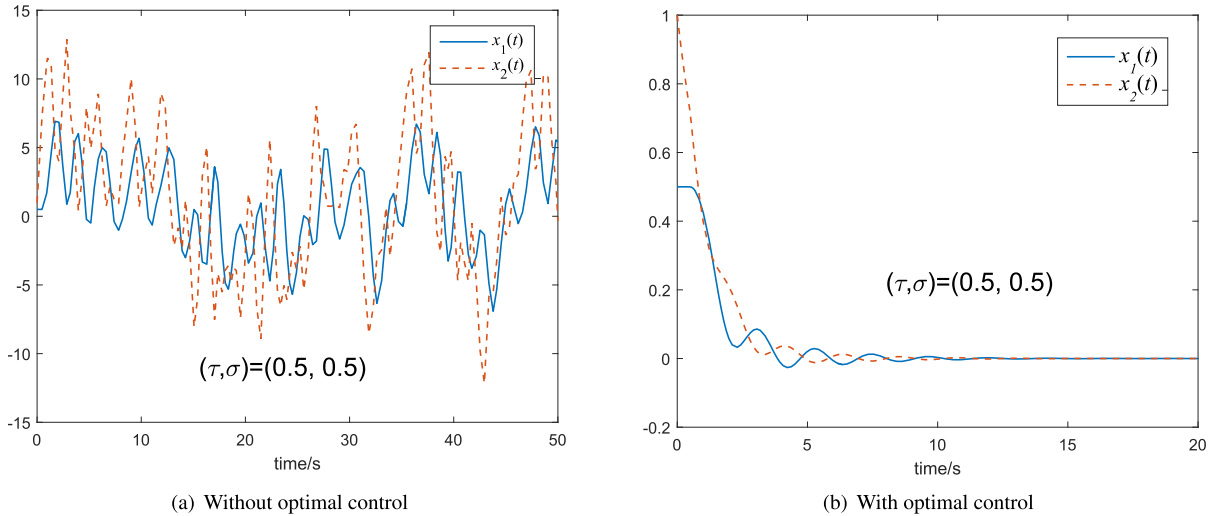 15
10
5
0
-5
-10
-15
0
10
20
30
40
50
x1(t)
x2(t)
(τ,σ)=(0.5, 0.5)
time/s
(a) Without optimal control
1
0.8
0.6
0.4
0.2
0
-0.2
0
5
10
15
20
x1(t)
x2(t)
(τ,σ)=(0.5, 0.5)
time/s
(b) With optimal control